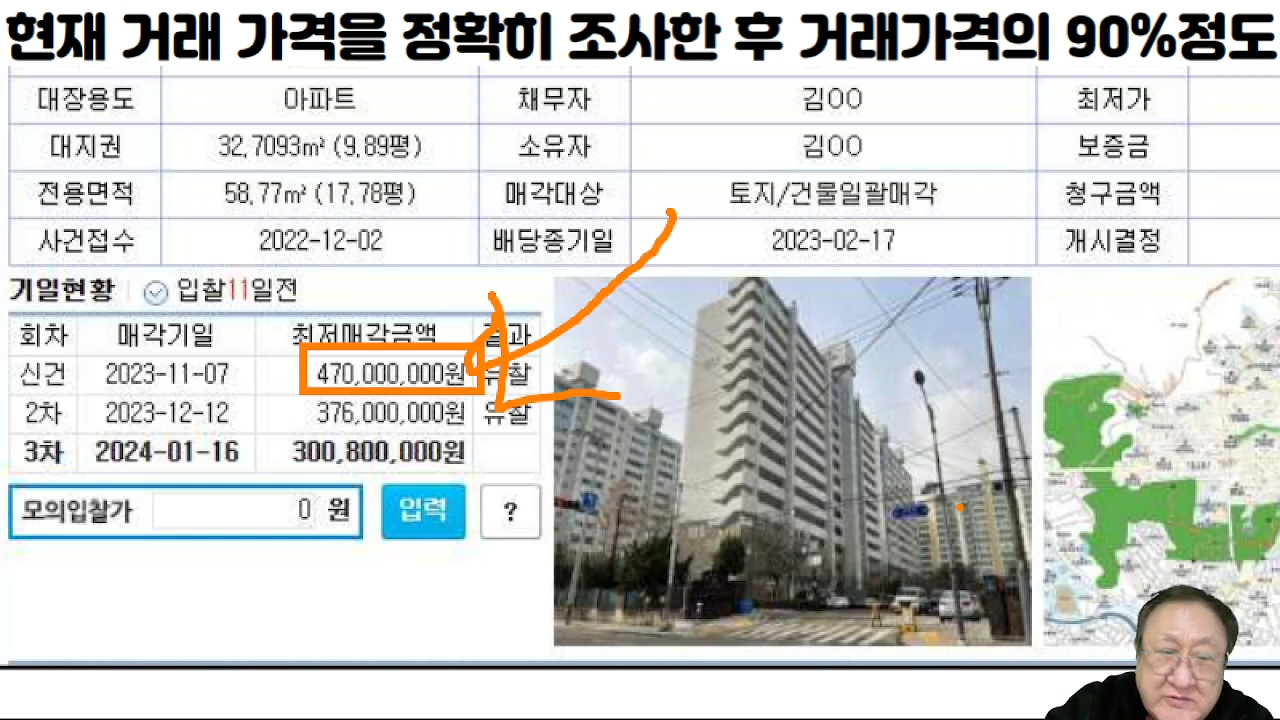 현재 거래 가격을 정확히 조사한 후 거래가격의 90%정도
대장용도 아파트 채무자 김OO 최저가
대지권 32.7093㎡ (9.89평) 소유자 김OO 보증금
전용면적 58.77㎡ (17.78평) 매각대상 토지/건물일괄매각 청구금액
사건접수 2022-12-02 배당종기일 2023-02-17 개시결정
기일현황 입찰11일전
회차 매각기일 최저매각금액 결과
신건 2023-11-07 470,000,000원 유찰
2차 2023-12-12 376,000,000원 유찰
3차 2024-01-16 300,800,000원
모의입찰가 0 원 입력 ?